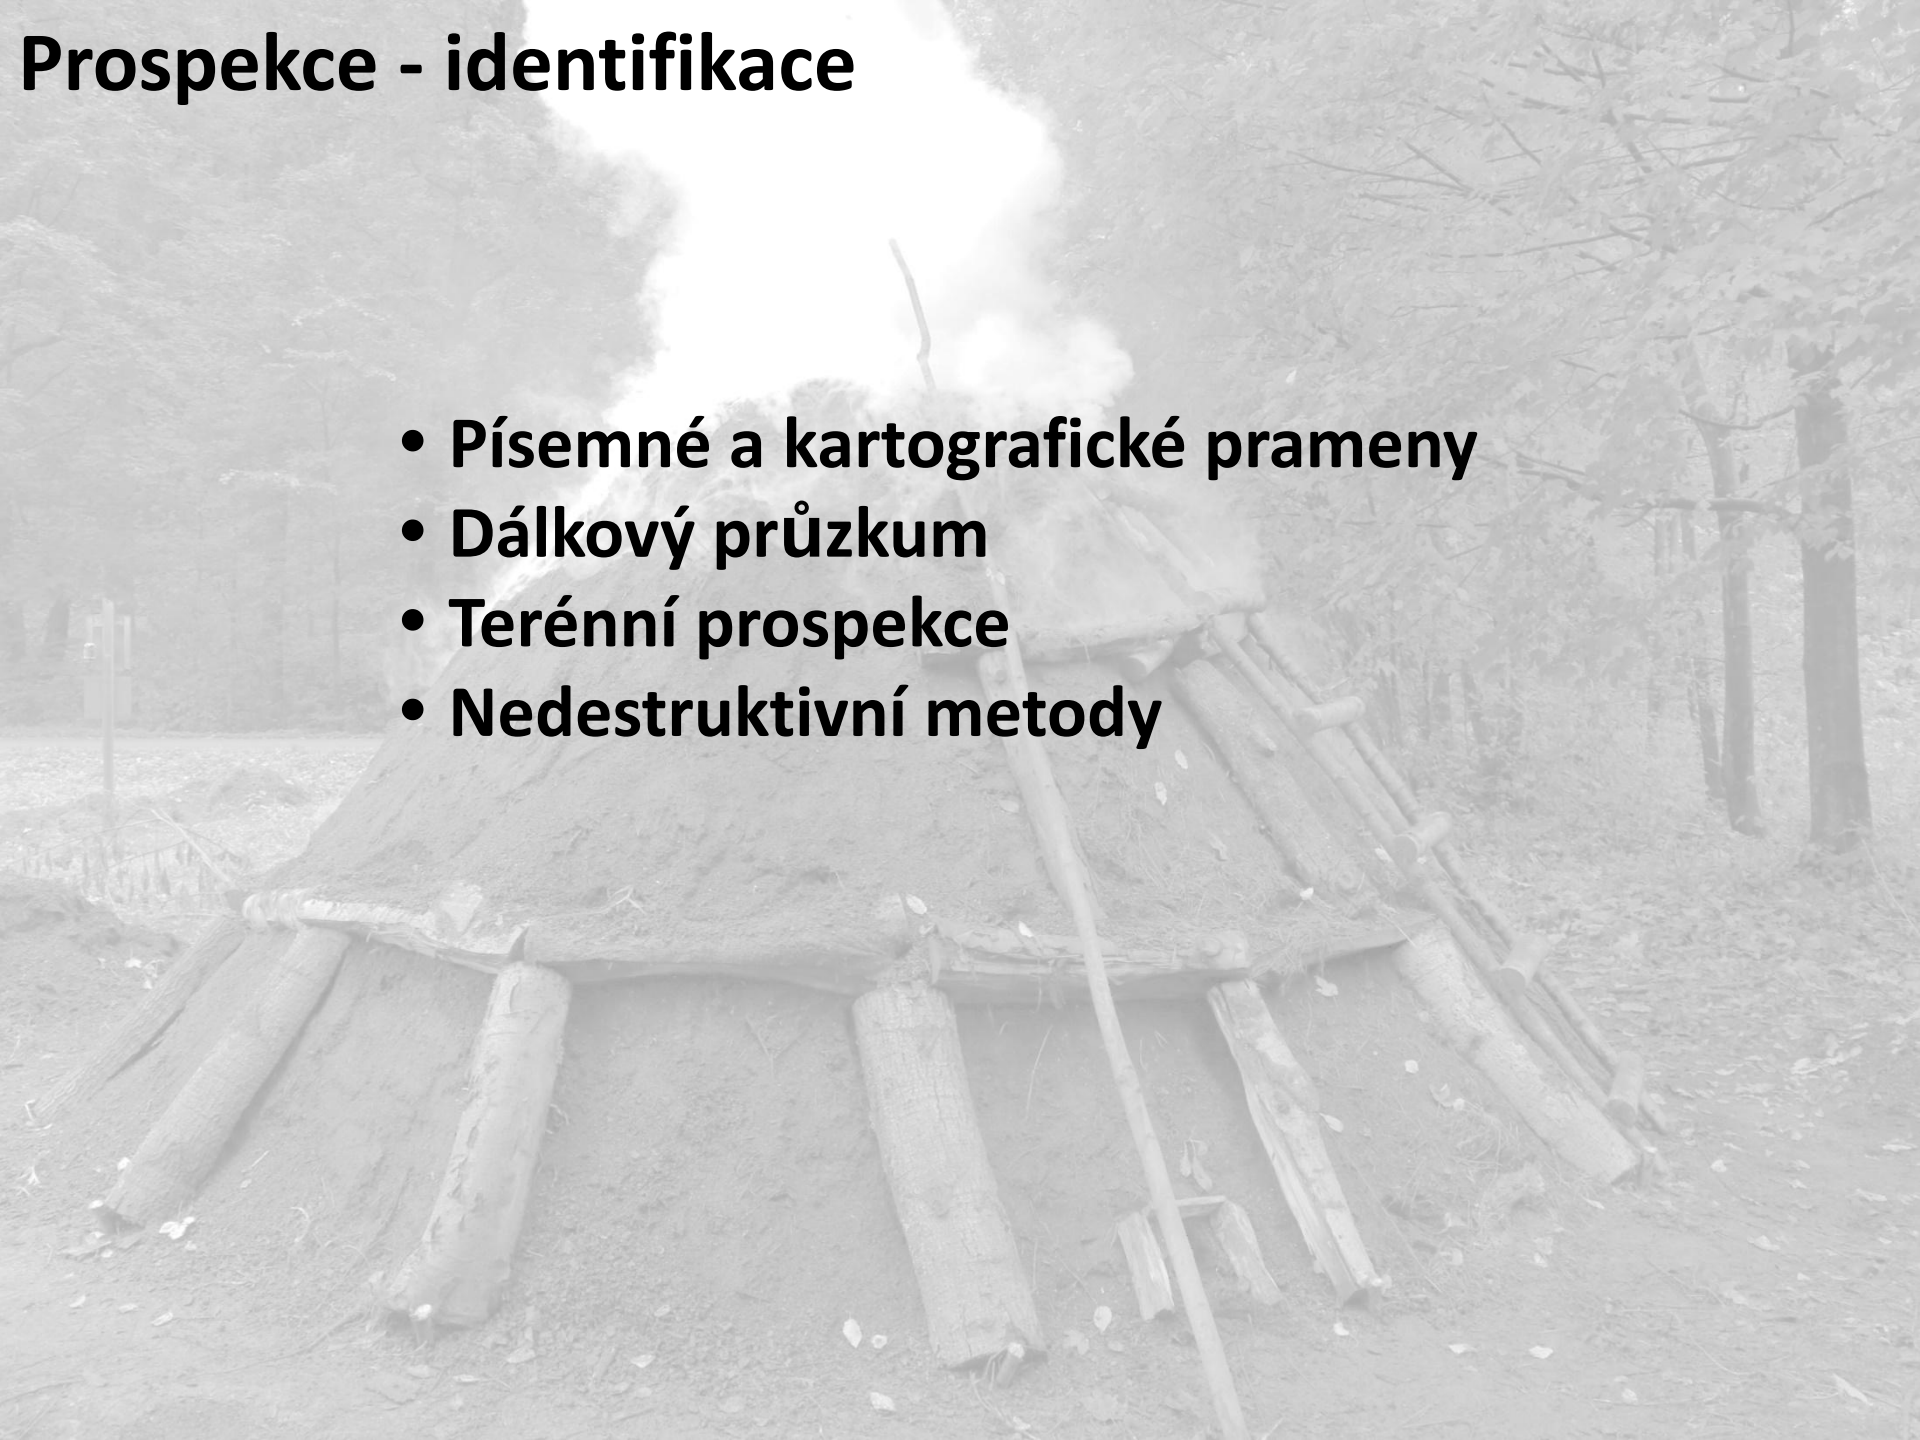 Prospekce - identifikace
• Písemné a kartografické prameny
• Dálkový průzkum
• Terénní prospekce
• Nedestruktivní metody